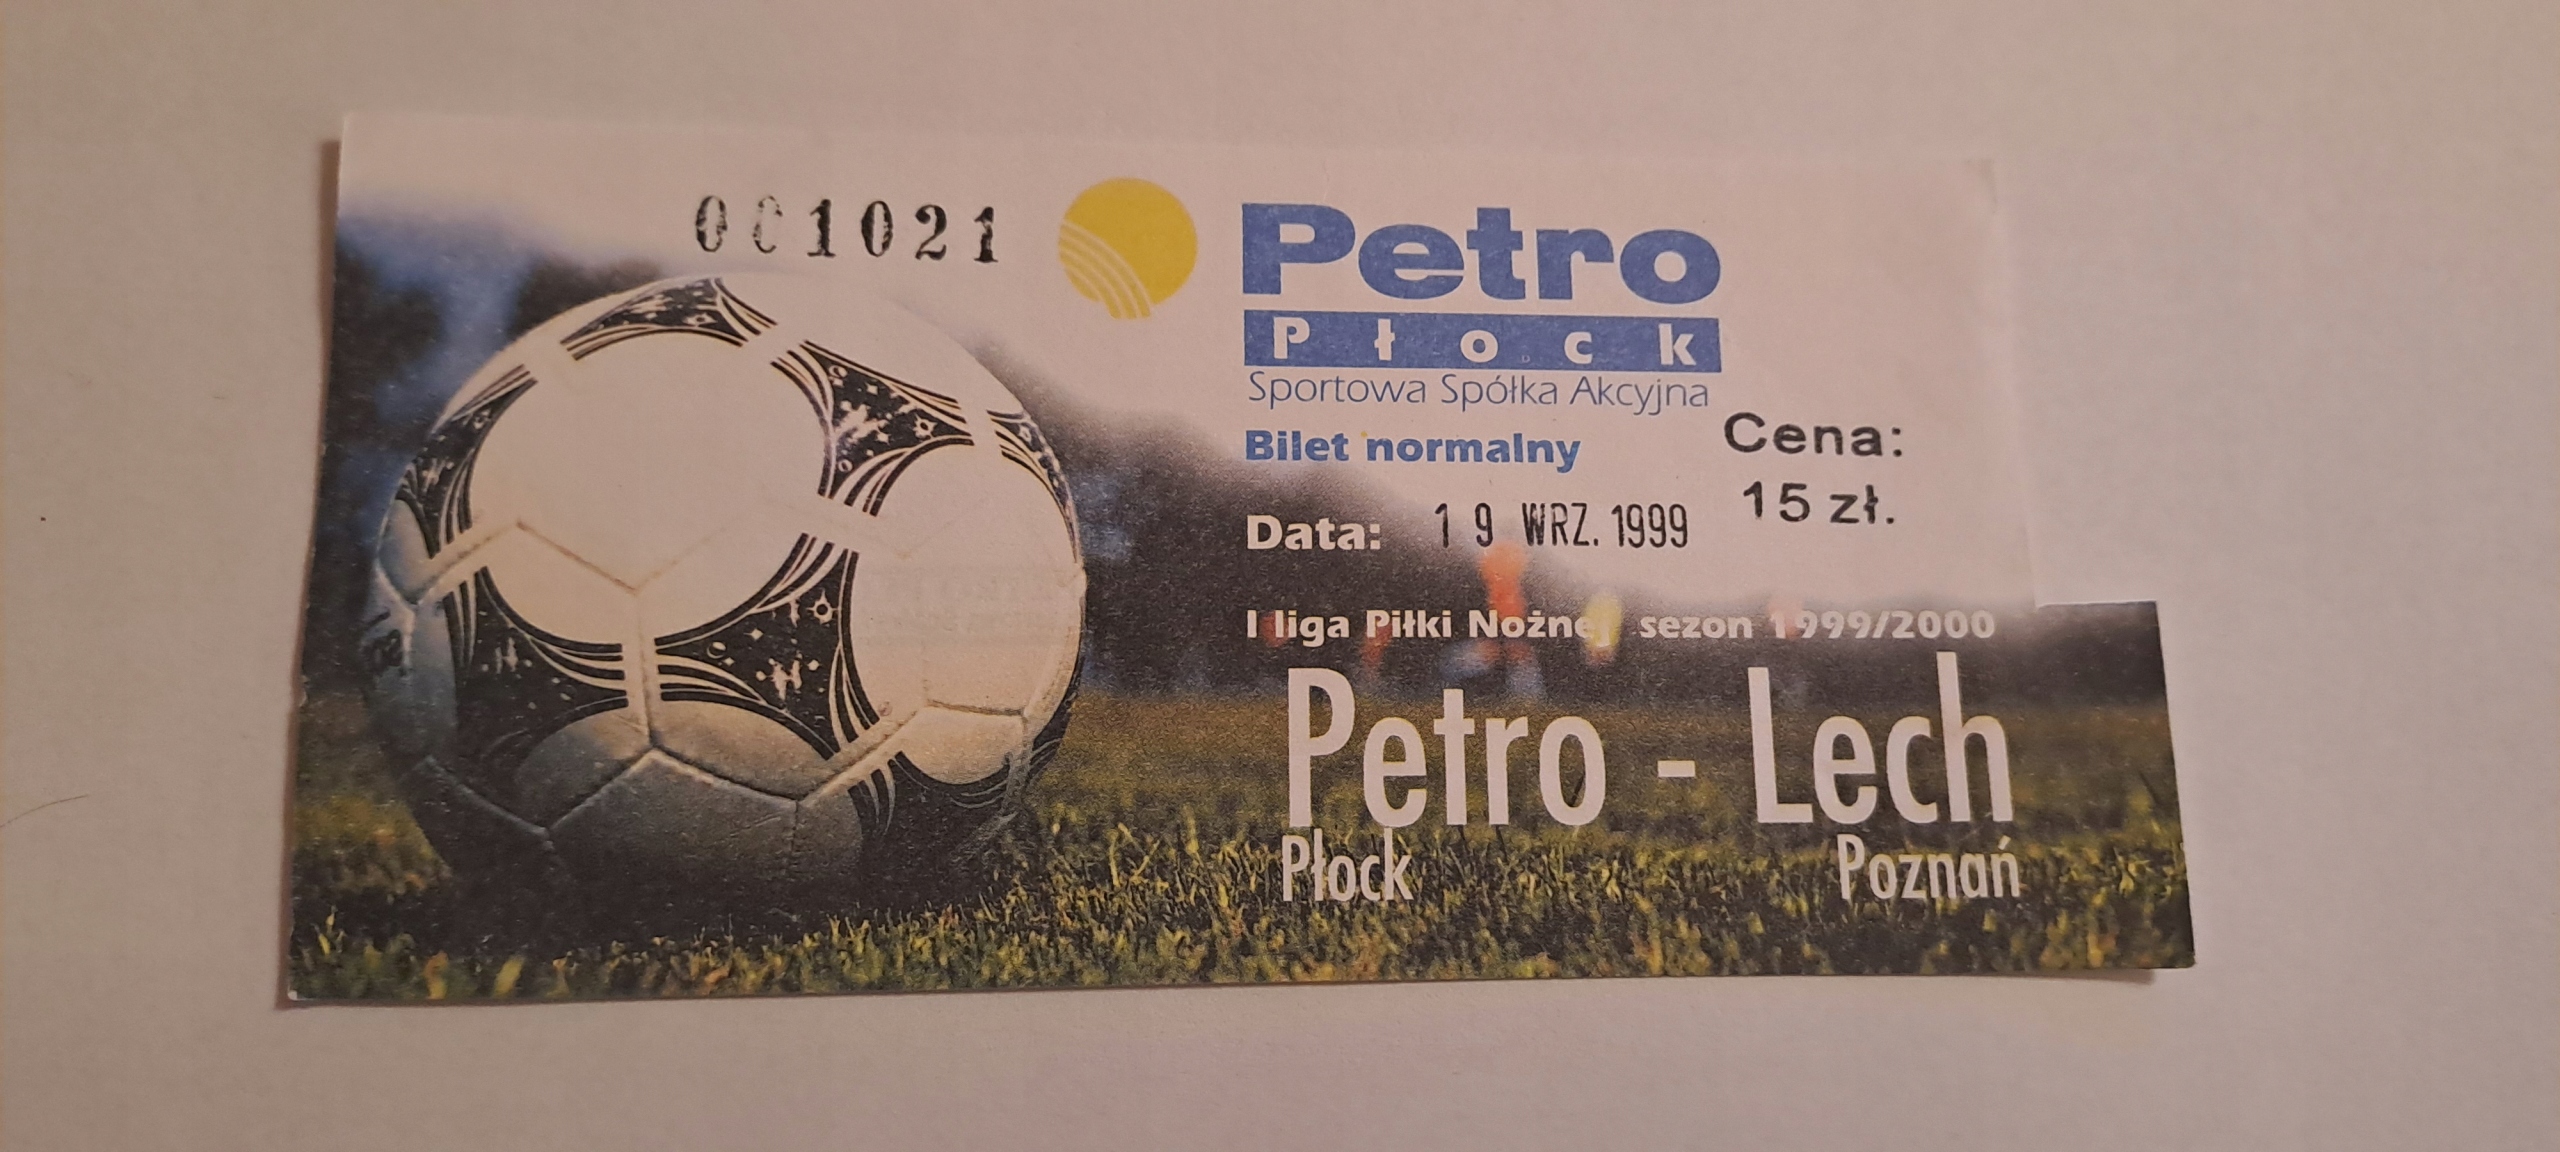 001021
Petro
Płock
Sportowa Spółka Akcyjna
Bilet normalny
Cena:
15 zł.
Data: 19 WRZ. 1999
I liga Piłki Nożnej sezon 1999/2000
Petro - Lech
Płock Poznań